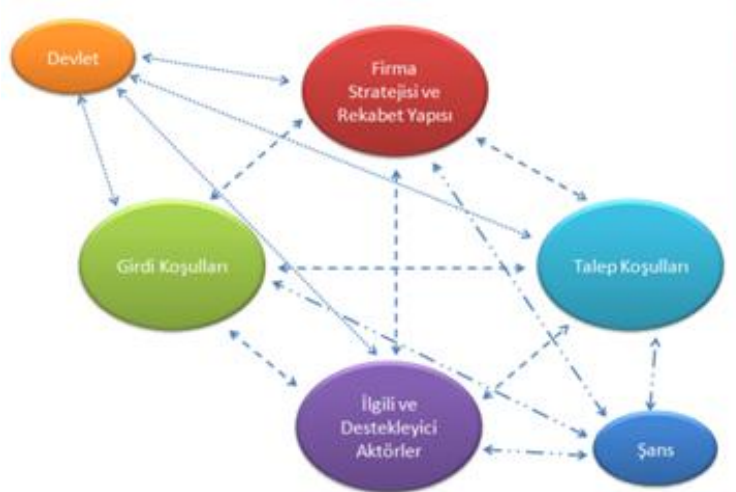 Devlet
Firma
Stratejisi ve
Rekabet Yapısı
Girdi Koşulları
Talep Koşulları
İlgili ve
Destekleyici
Aktörler
Şans